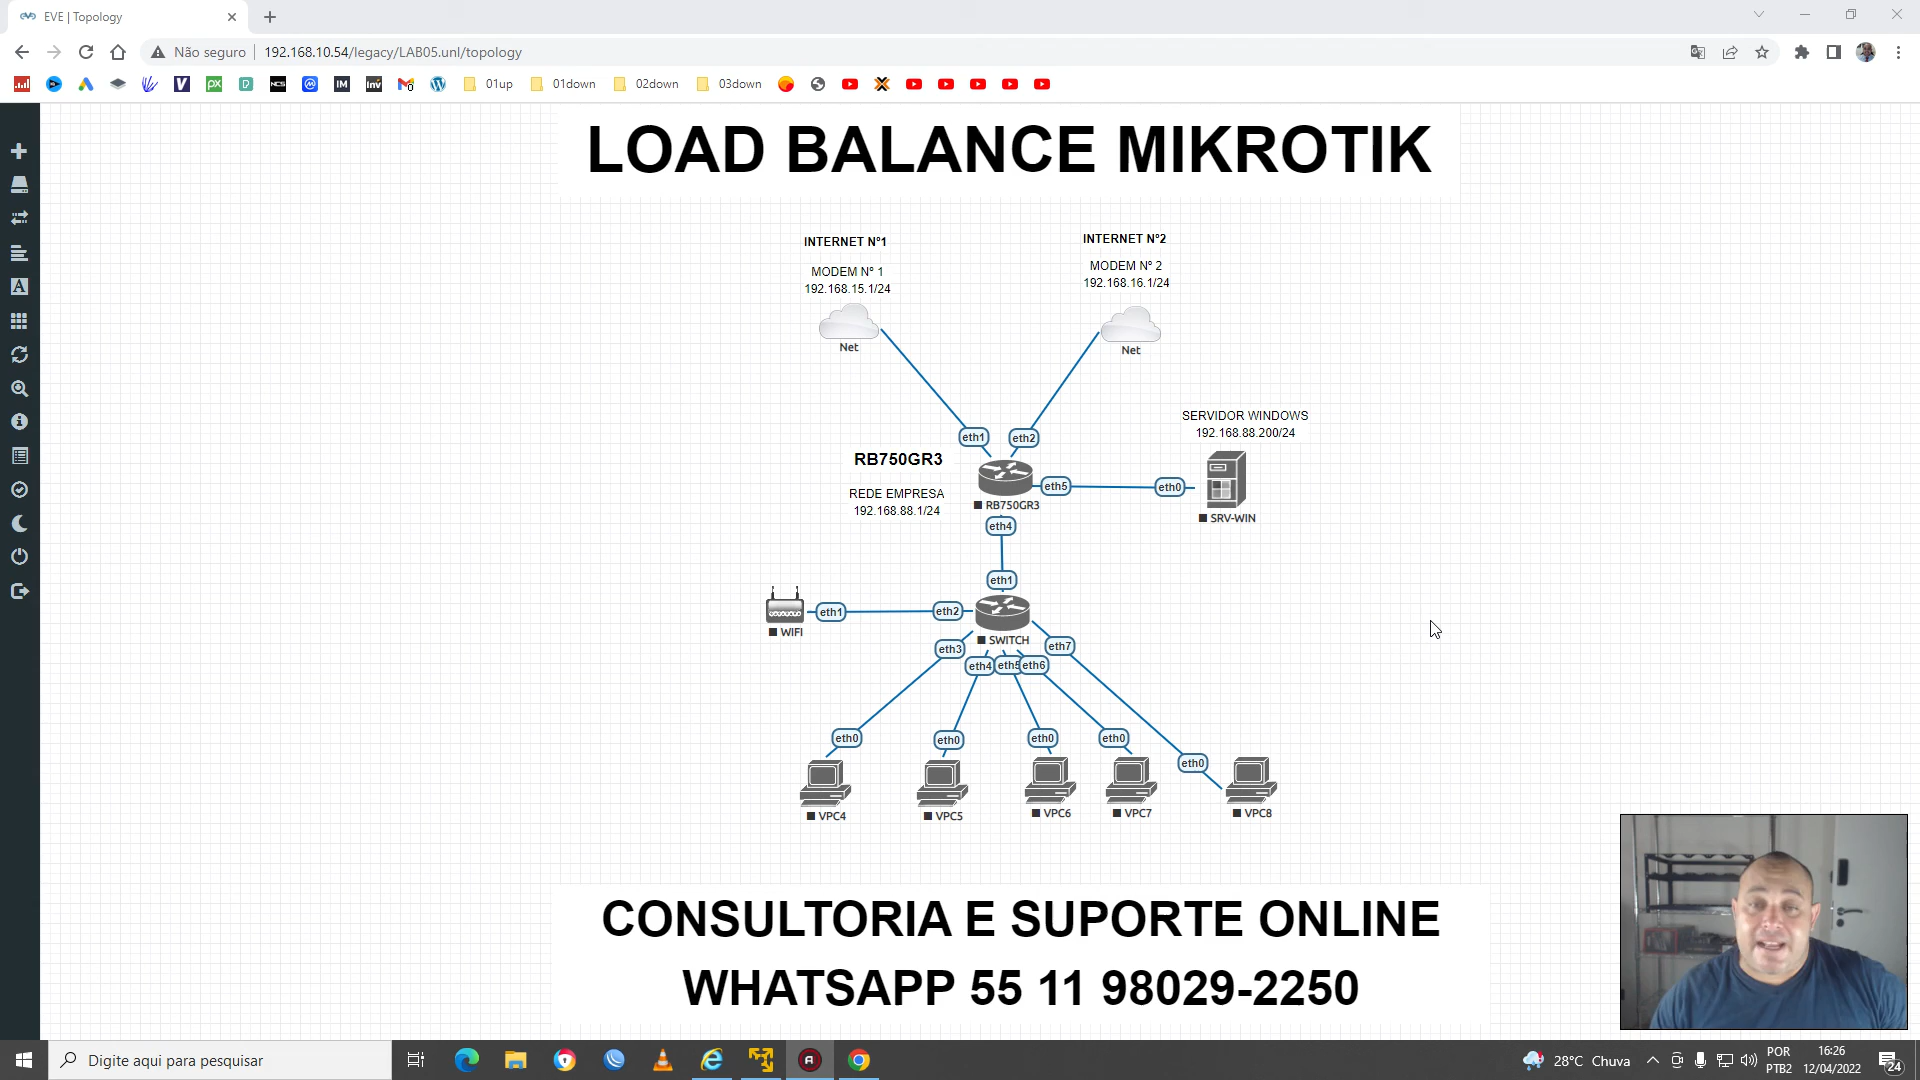 EVE | Topology
Não seguro
192.168.10.54/legacy/LAB05.unl/topology
01up
01down
02down
03down
LOAD BALANCE MIKROTIK
INTERNET N°1
MODEM Nº 1
192.168.15.1/24
Net
INTERNET N°2
MODEM Nº 2
192.168.16.1/24
Net
eth1
eth2
SERVIDOR WINDOWS
192.168.88.200/24
RB750GR3
REDE EMPRESA
192.168.88.1/24
RB750GR3
eth5
eth0
SRV-WIN
eth4
eth1
WIFI
eth1
eth2
SWITCH
eth3
eth4
eth5
eth6
eth7
eth0
eth0
eth0
eth0
eth0
VPC4
VPC5
VPC6
VPC7
VPC8
CONSULTORIA E SUPORTE ONLINE
WHATSAPP 55 11 98029-2250
Digite aqui para pesquisar
28°C Chuva
POR
PTB2
16:26
12/04/2022
24